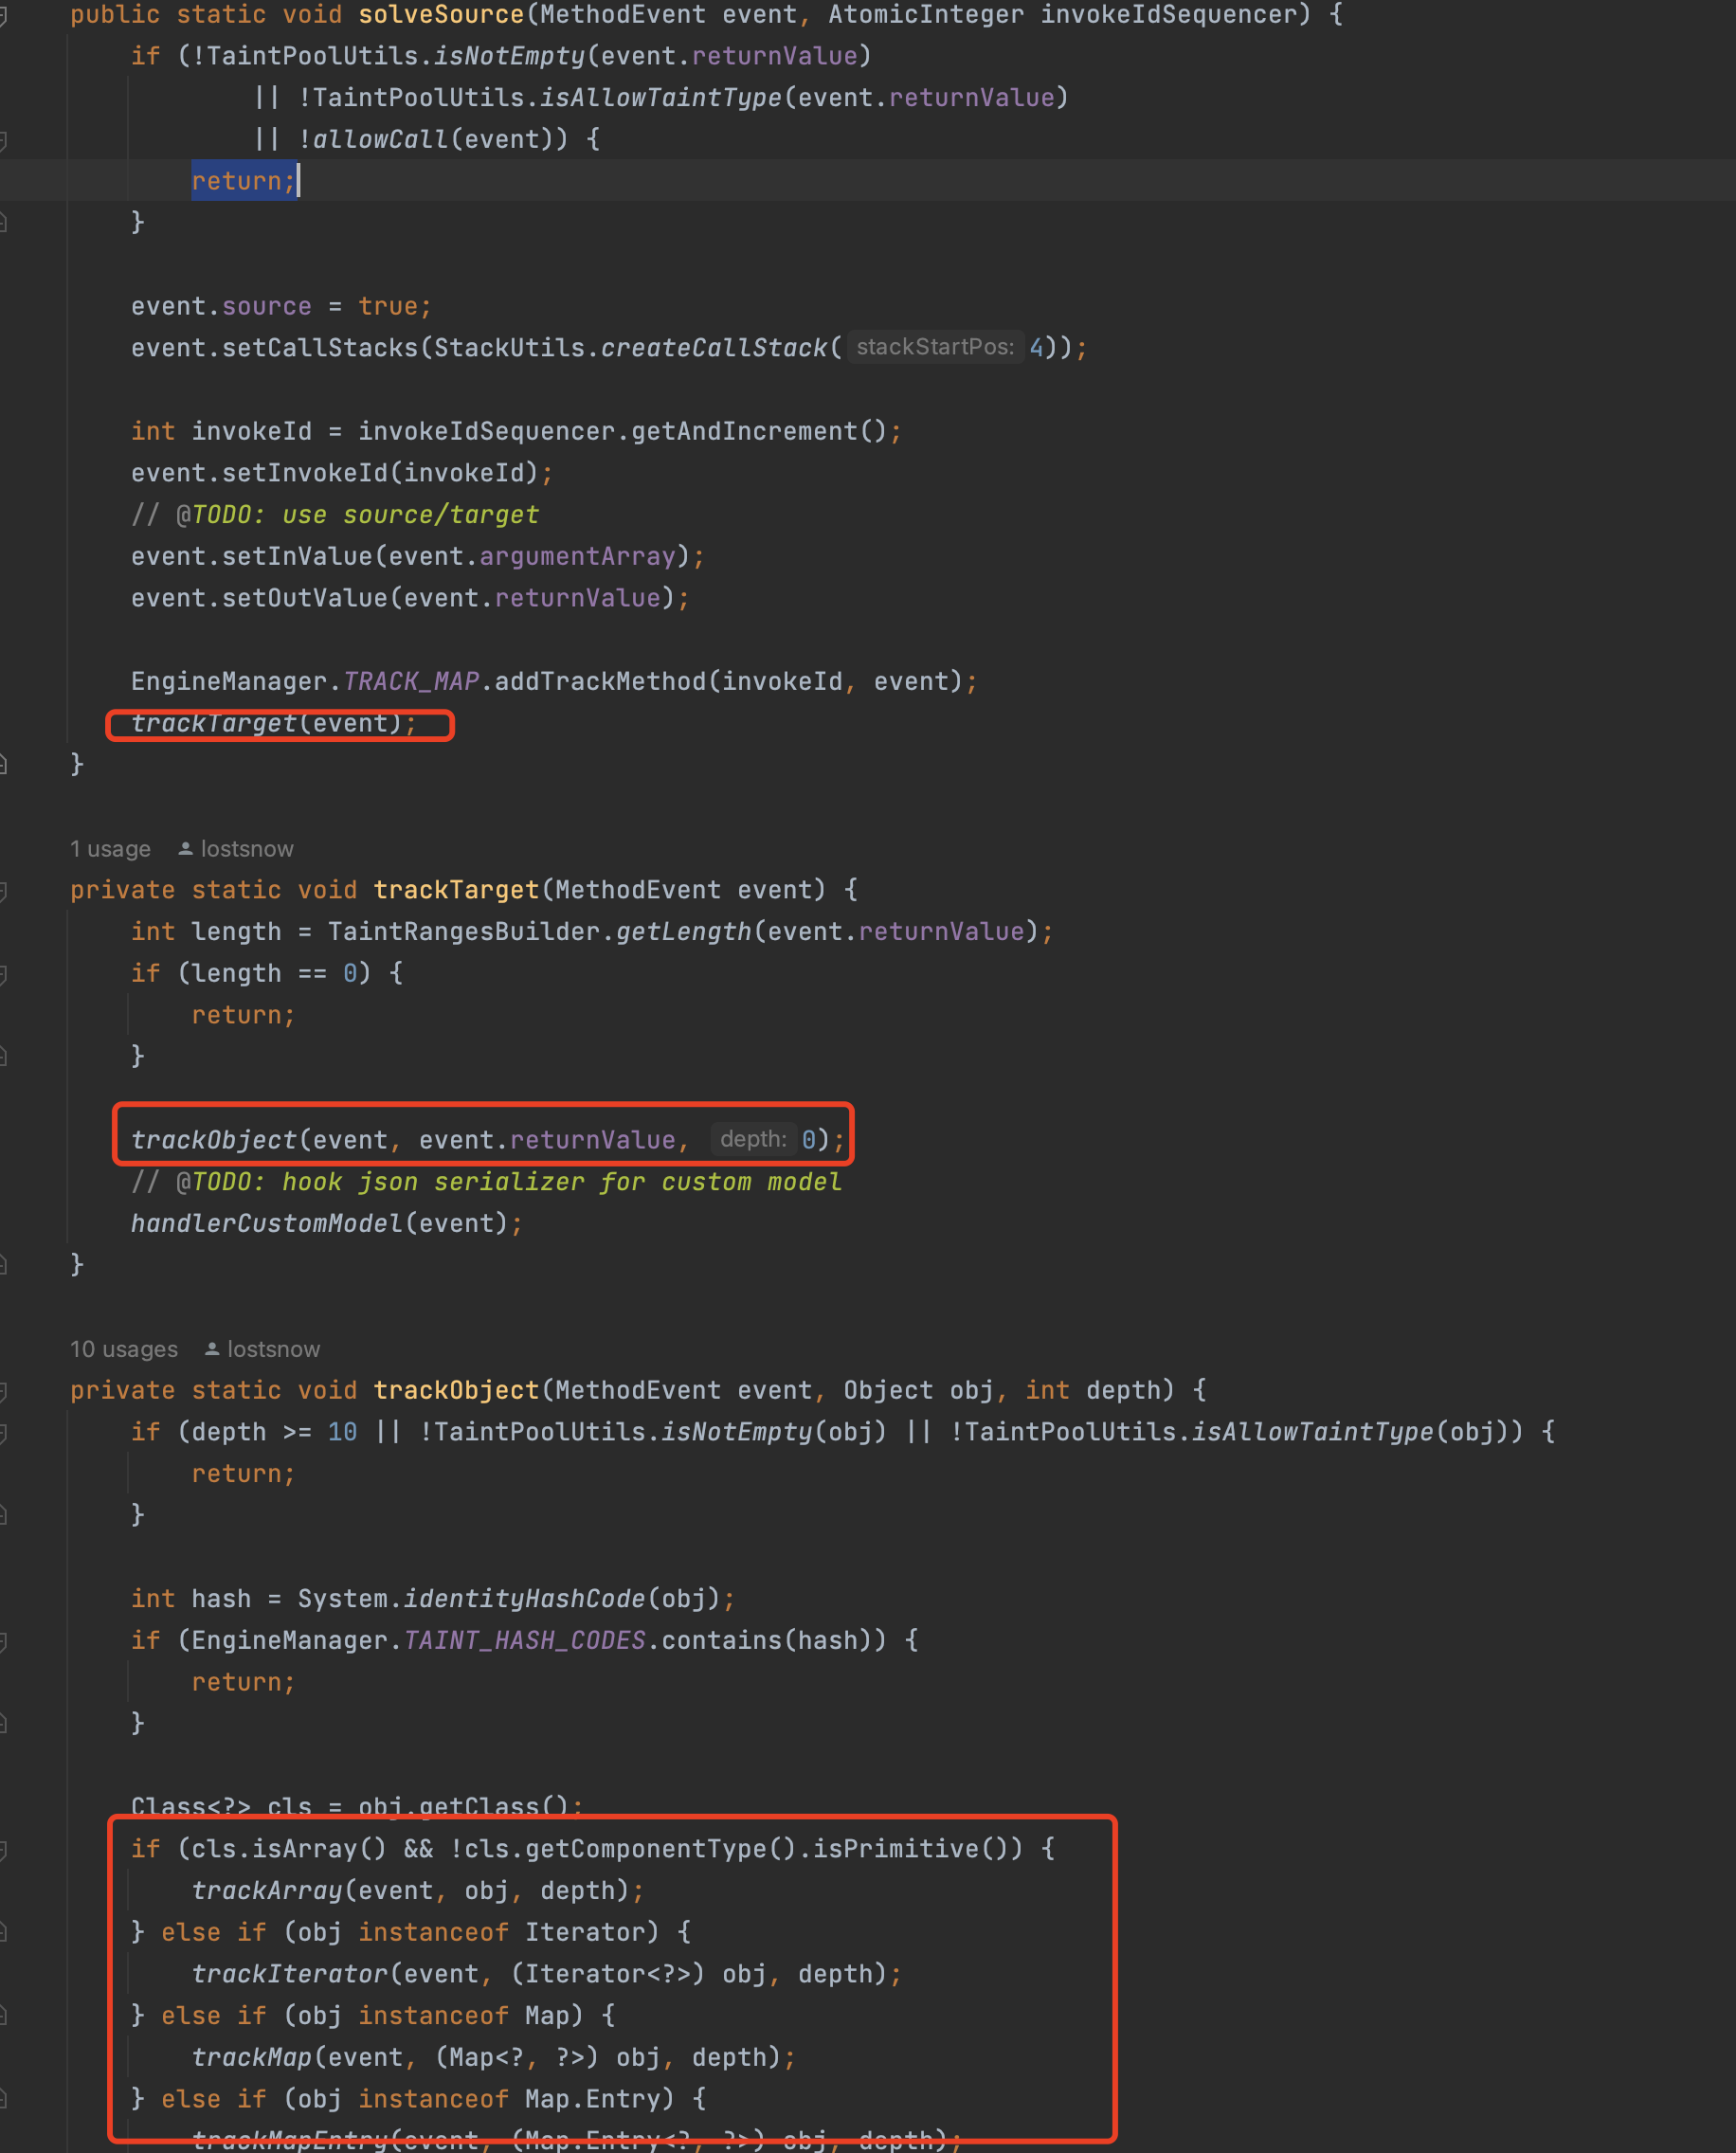 public static void solveSource(MethodEvent event, AtomicInteger invokeIdSequencer) {
if (!TaintPoolUtils.isNotEmpty(event.returnValue)
|| !TaintPoolUtils.isAllowTaintType(event.returnValue)
|| !allowCall(event)) {
return;
}
event.source = true;
event.setCallStacks(StackUtils.createCallStack( stackStartPos: 4));
int invokeId = invokeIdSequencer.getAndIncrement();
event.setInvokeId(invokeId);
// @TODO: use source/target
event.setInValue(event.argumentArray);
event.setOutValue(event.returnValue);
EngineManager.TRACK_MAP.addTrackMethod(invokeId, event);
trackTarget(event);
}
1 usage lostsnow
private static void trackTarget(MethodEvent event) {
int length = TaintRangesBuilder.getLength(event.returnValue);
if (length == 0) {
return;
}
trackObject(event, event.returnValue, depth: 0);
// @TODO: hook json serializer for custom model
handlerCustomModel(event);
}
10 usages lostsnow
private static void trackObject(MethodEvent event, Object obj, int depth) {
if (depth >= 10 || !TaintPoolUtils.isNotEmpty(obj) || !TaintPoolUtils.isAllowTaintType(obj)) {
return;
}
int hash = System.identityHashCode(obj);
if (EngineManager.TAINT_HASH_CODES.contains(hash)) {
return;
}
Class<?> cls = obj.getClass();
if (cls.isArray() && !cls.getComponentType().isPrimitive()) {
trackArray(event, obj, depth);
} else if (obj instanceof Iterator) {
trackIterator(event, (Iterator<?>) obj, depth);
} else if (obj instanceof Map) {
trackMap(event, (Map<?, ?>) obj, depth);
} else if (obj instanceof Map.Entry) {
trackMapEntry(event, (Map.Entry<?, ?>) obj, depth);